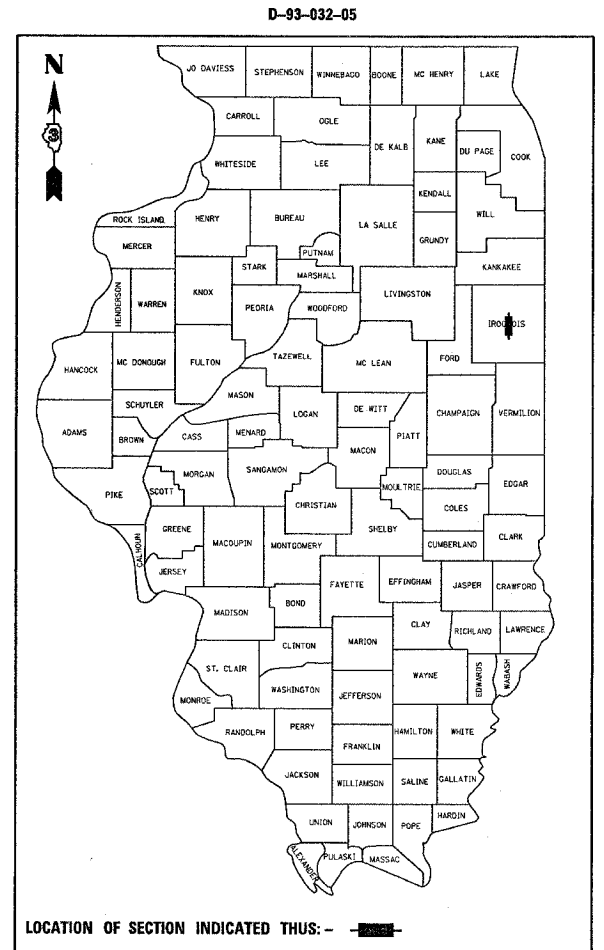 D-93-032-05
N
3
JO DAVIESS STEPHENSON WINNEBAGO BOONE MC HENRY LAKE
CARROLL OGLE
DE KALB KANE DU PAGE COOK
WHITESIDE LEE
KENDALL
ROCK ISLAND HENRY BUREAU LA SALLE WILL
MERCER PUTNAM GRUNDY
STARK MARSHALL KANKAKEE
HENDERSON WARREN KNOX PEORIA WOODFORD LIVINGSTON IROQUOIS
HANCOCK MC DONOUGH FULTON TAZEWELL MC LEAN FORD
MASON
SCHUYLER LOGAN DE WITT CHAMPAIGN VERMILION
ADAMS BROWN CASS MENARD PIATT
MACON
MORGAN SANGAMON DOUGLAS
PIKE SCOTT CHRISTIAN MOULTRIE EDGAR
COLES
GREENE MACOUPIN MONTGOMERY SHELBY
CALHOUN CUMBERLAND CLARK
JERSEY
FAYETTE EFFINGHAM JASPER CRAWFORD
MADISON BOND
CLAY RICHLAND LAWRENCE
CLINTON MARION
ST. CLAIR WAYNE EDWARDS WABASH
WASHINGTON JEFFERSON
MONROE
RANDOLPH PERRY HAMILTON WHITE
FRANKLIN
JACKSON WILLIAMSON SALINE GALLATIN
UNION JOHNSON POPE HARDIN
ALEXANDER PULASKI MASSAC
LOCATION OF SECTION INDICATED THUS: -